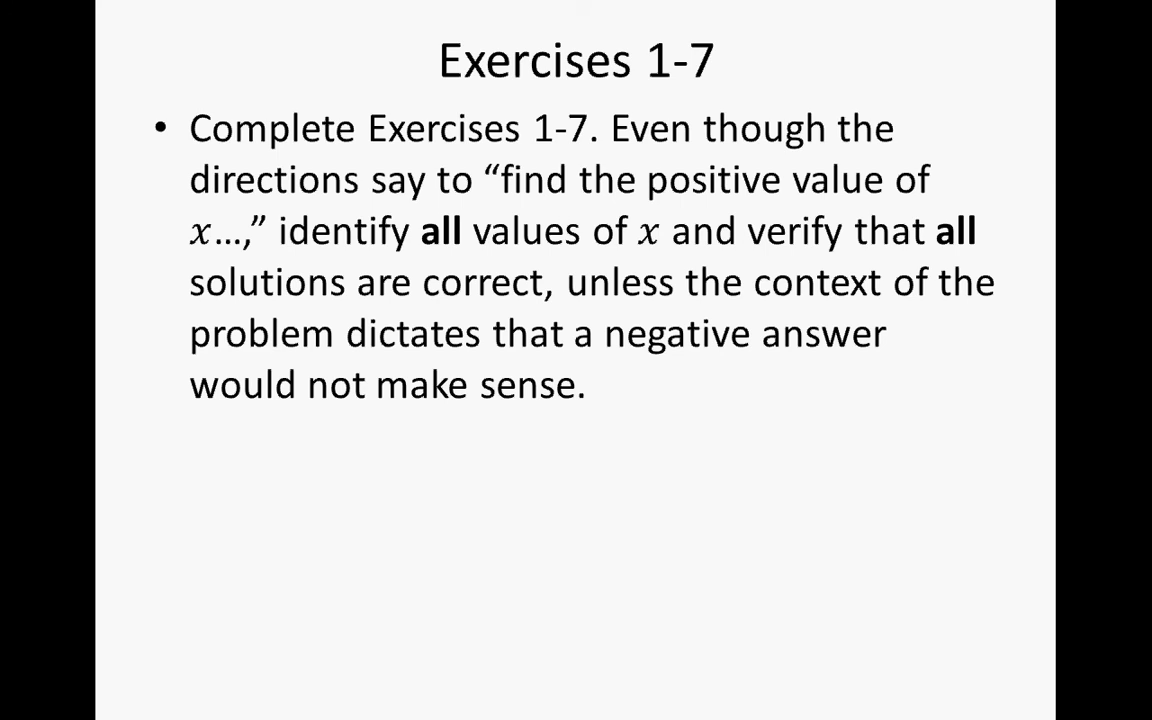 Exercises 1-7
• Complete Exercises 1-7. Even though the
directions say to “find the positive value of
𝑥…,” identify all values of 𝑥 and verify that all
solutions are correct, unless the context of the
problem dictates that a negative answer
would not make sense.